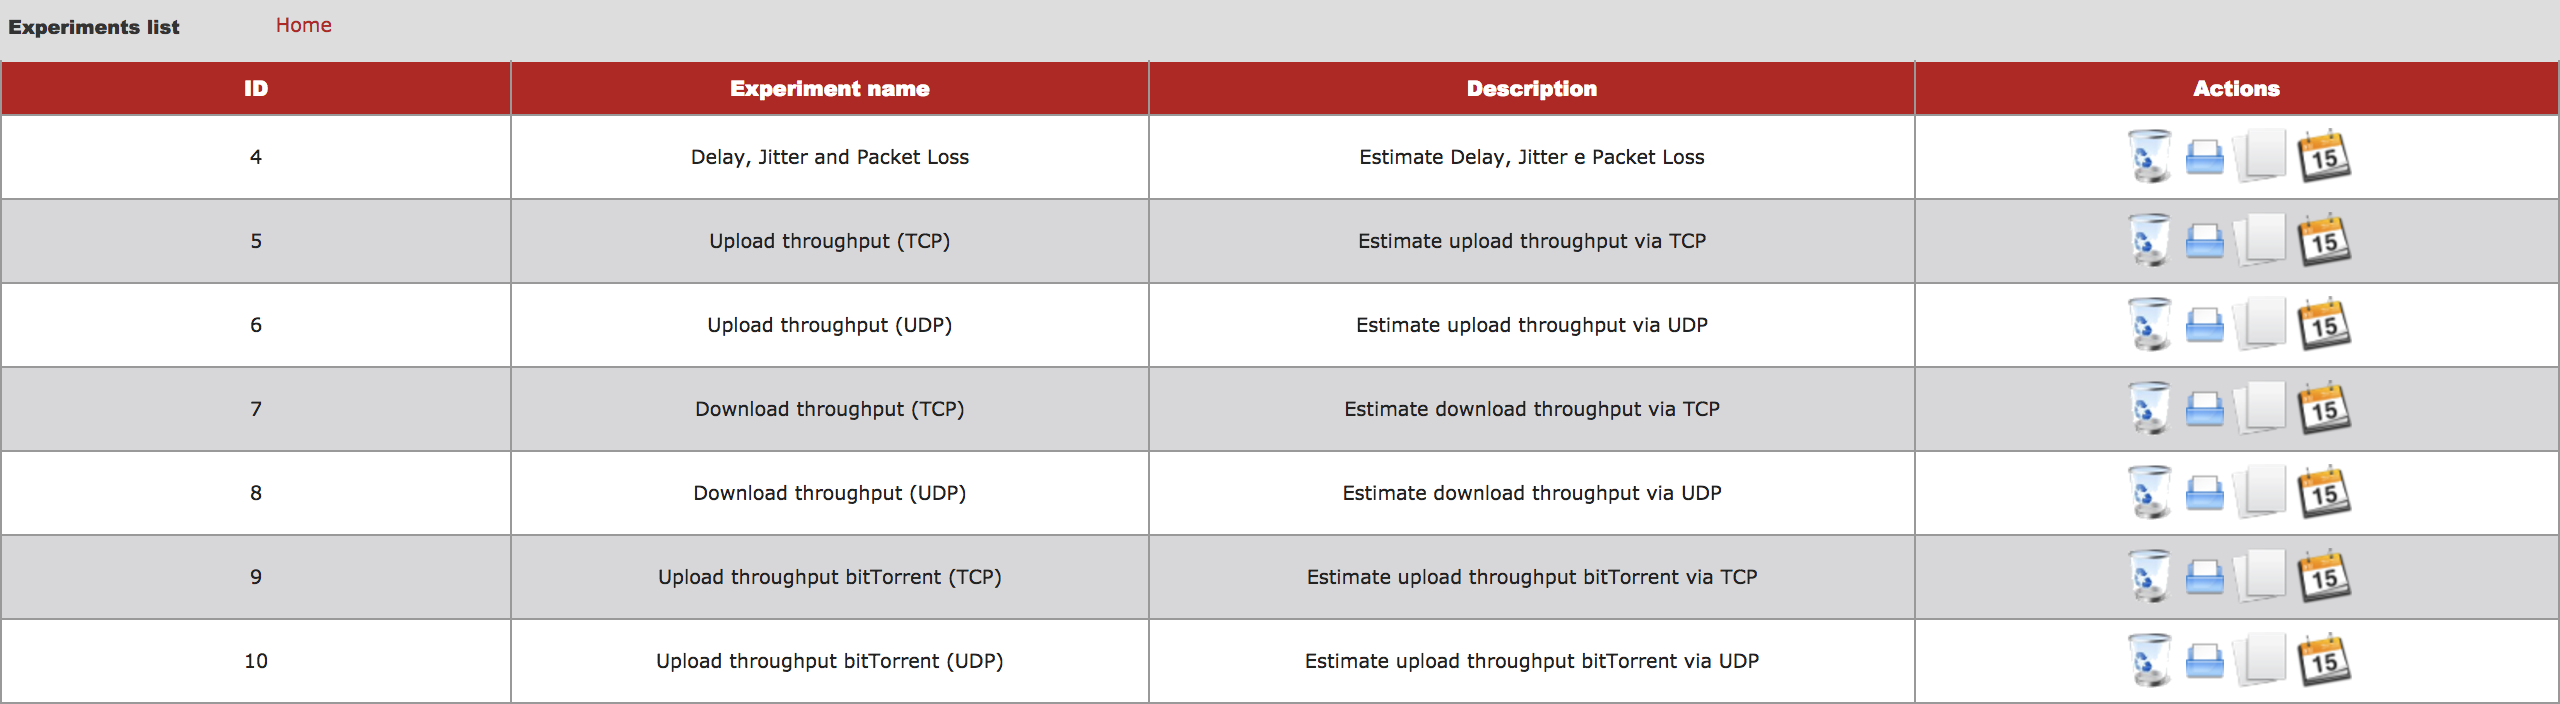 Experiments list Home
ID Experiment name Description Actions
4 Delay, Jitter and Packet Loss Estimate Delay, Jitter e Packet Loss 15
5 Upload throughput (TCP) Estimate upload throughput via TCP 15
6 Upload throughput (UDP) Estimate upload throughput via UDP 15
7 Download throughput (TCP) Estimate download throughput via TCP 15
8 Download throughput (UDP) Estimate download throughput via UDP 15
9 Upload throughput bitTorrent (TCP) Estimate upload throughput bitTorrent via TCP 15
10 Upload throughput bitTorrent (UDP) Estimate upload throughput bitTorrent via UDP 15